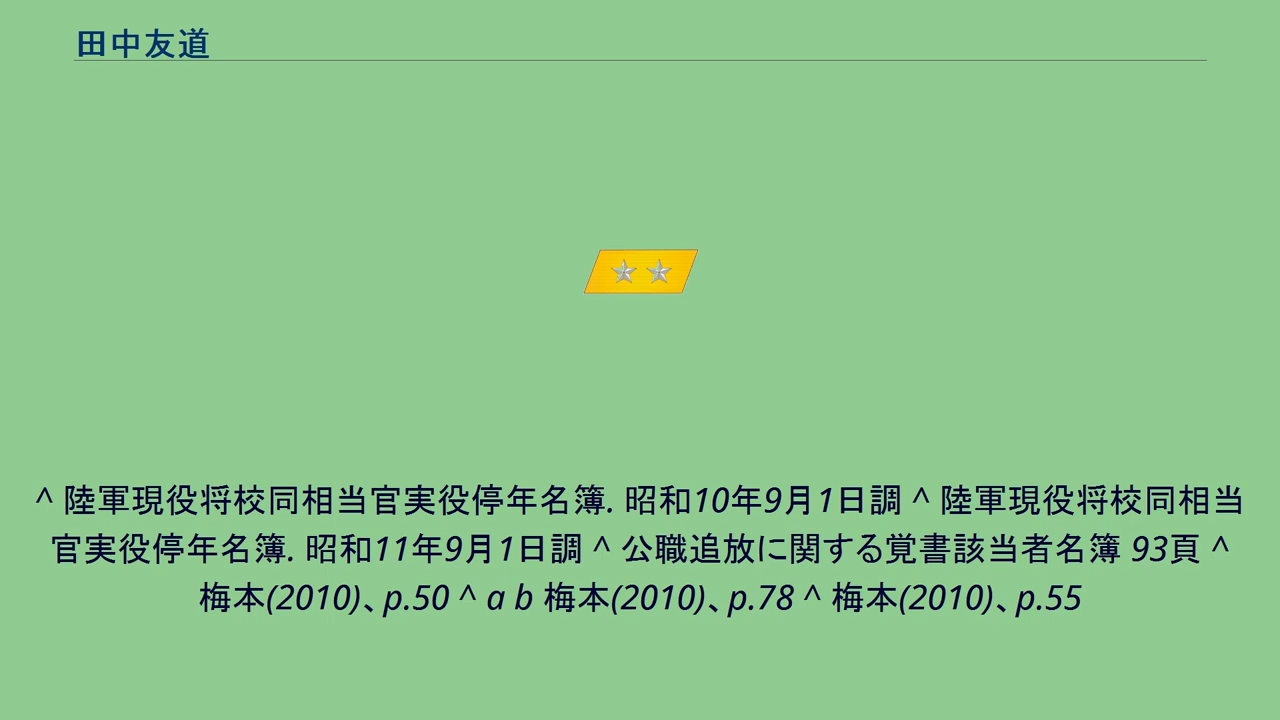 田中友道
^ 陸軍現役将校同相当官実役停年名簿. 昭和10年9月1日調 ^ 陸軍現役将校同相当
官実役停年名簿. 昭和11年9月1日調 ^ 公職追放に関する覚書該当者名簿 93頁 ^
梅本(2010)、p.50 ^ a b 梅本(2010)、p.78 ^ 梅本(2010)、p.55